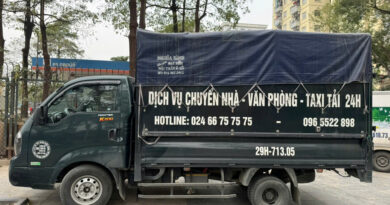 DỊCH VỤ CHUYỂN NHÀ - VĂN PHÒNG - TAXI TẢI 24H
HOTLINE: 024 66 75 75 75 - 096 5522 898
29H-713.05